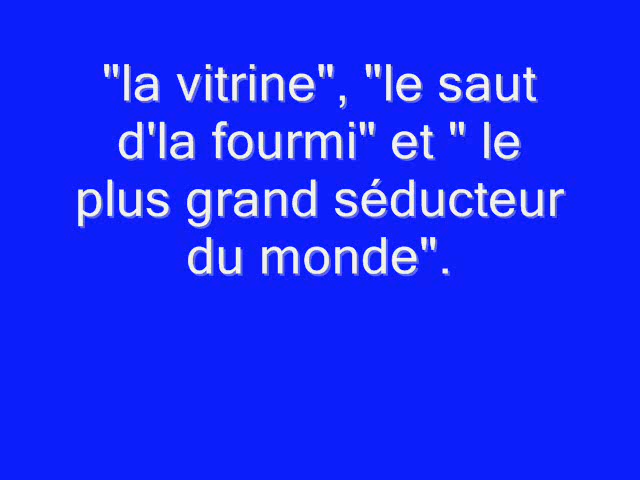 "la vitrine", "le saut
d'la fourmi" et " le
plus grand séducteur
du monde".